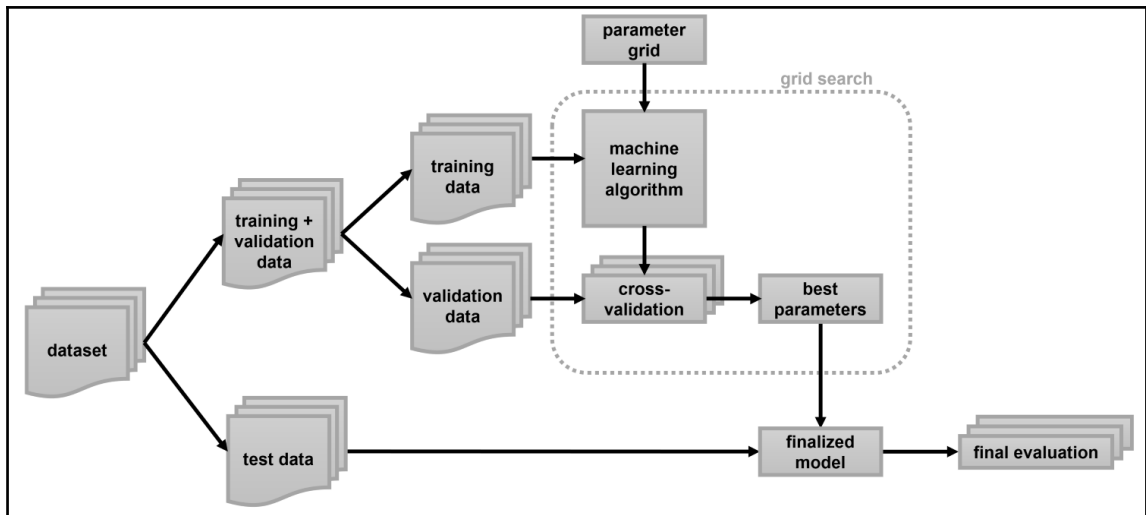 parameter
grid
grid search
machine
learning
algorithm
training
data
training +
validation
data
validation
data
cross-
validation
best
parameters
dataset
test data
finalized
model
final evaluation